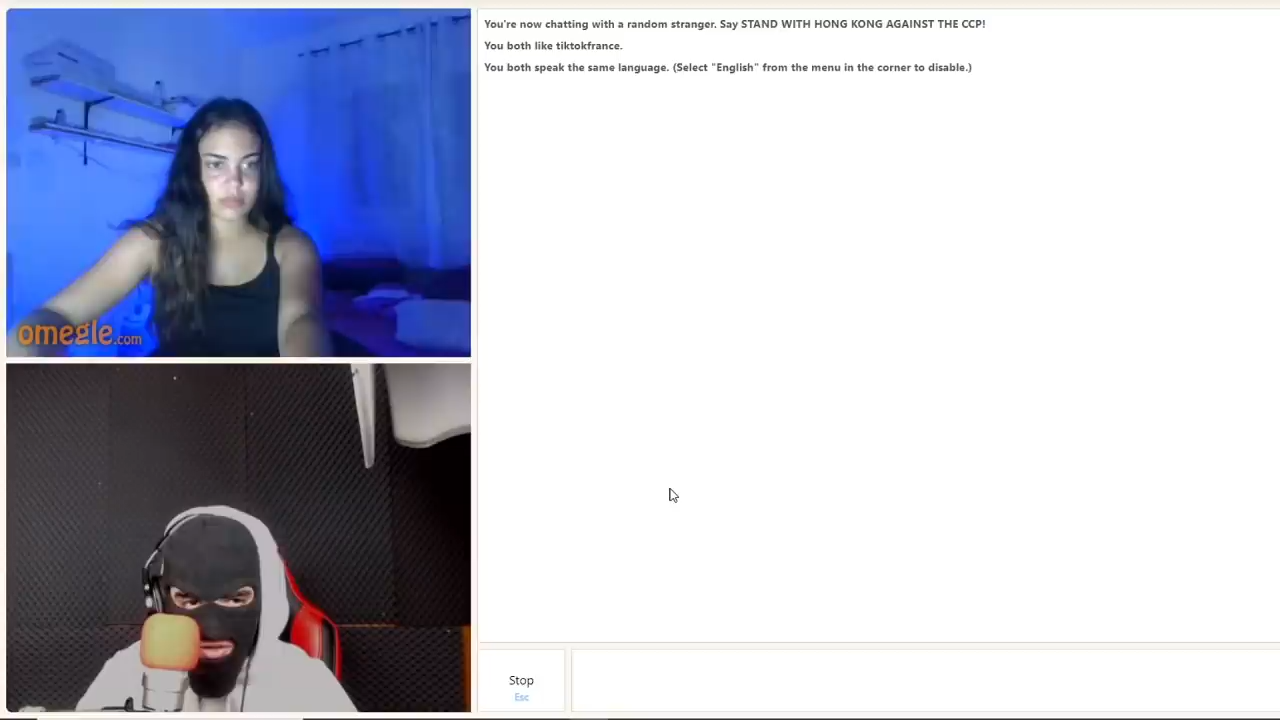 You're now chatting with a random stranger. Say STAND WITH HONG KONG AGAINST THE CCP!
You both like tiktokfrance.
You both speak the same language. (Select "English" from the menu in the corner to disable.)
omegle.com
Stop
Esc